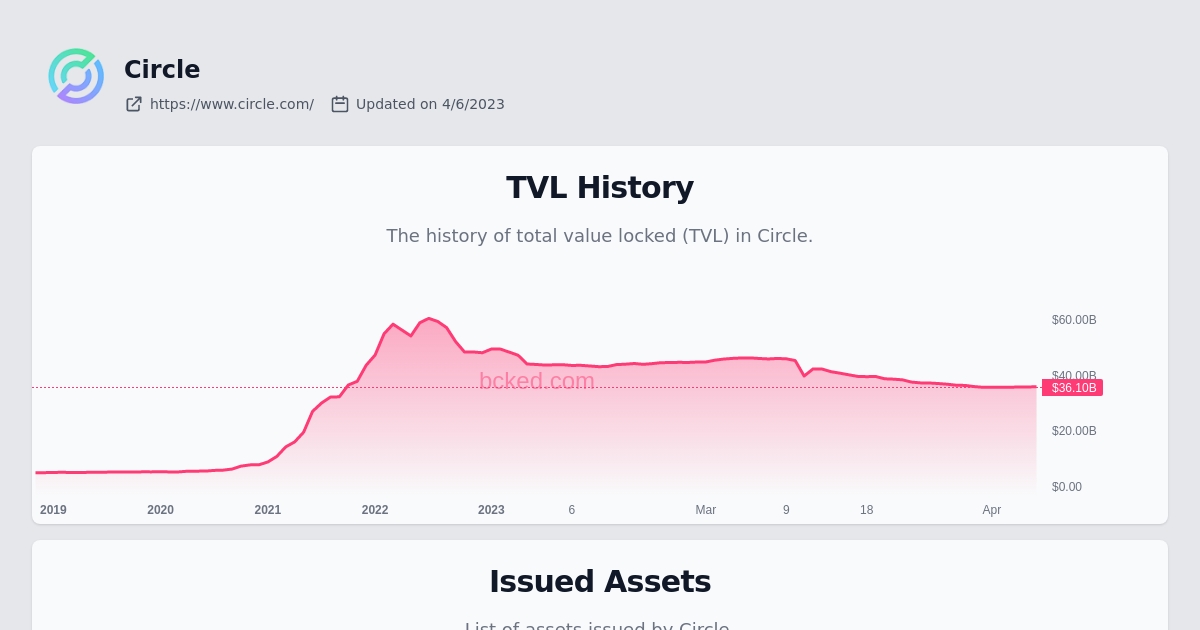 Circle
https://www.circle.com/ Updated on 4/6/2023
TVL History
The history of total value locked (TVL) in Circle.
$60.00B
$40.00B
$36.10B
$20.00B
$0.00
bcked.com
2019 2020 2021 2022 2023 6 Mar 9 18 Apr
Issued Assets
List of assets issued by Circle